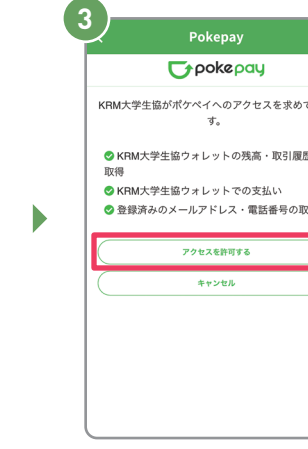 3
Pokepay
pokepay
KRM大学生協がポケペイへのアクセスを求めて
す。
KRM大学生協ウォレットの残高・取引履歴
取得
KRM大学生協ウォレットでの支払い
登録済みのメールアドレス・電話番号の取
アクセスを許可する
キャンセル